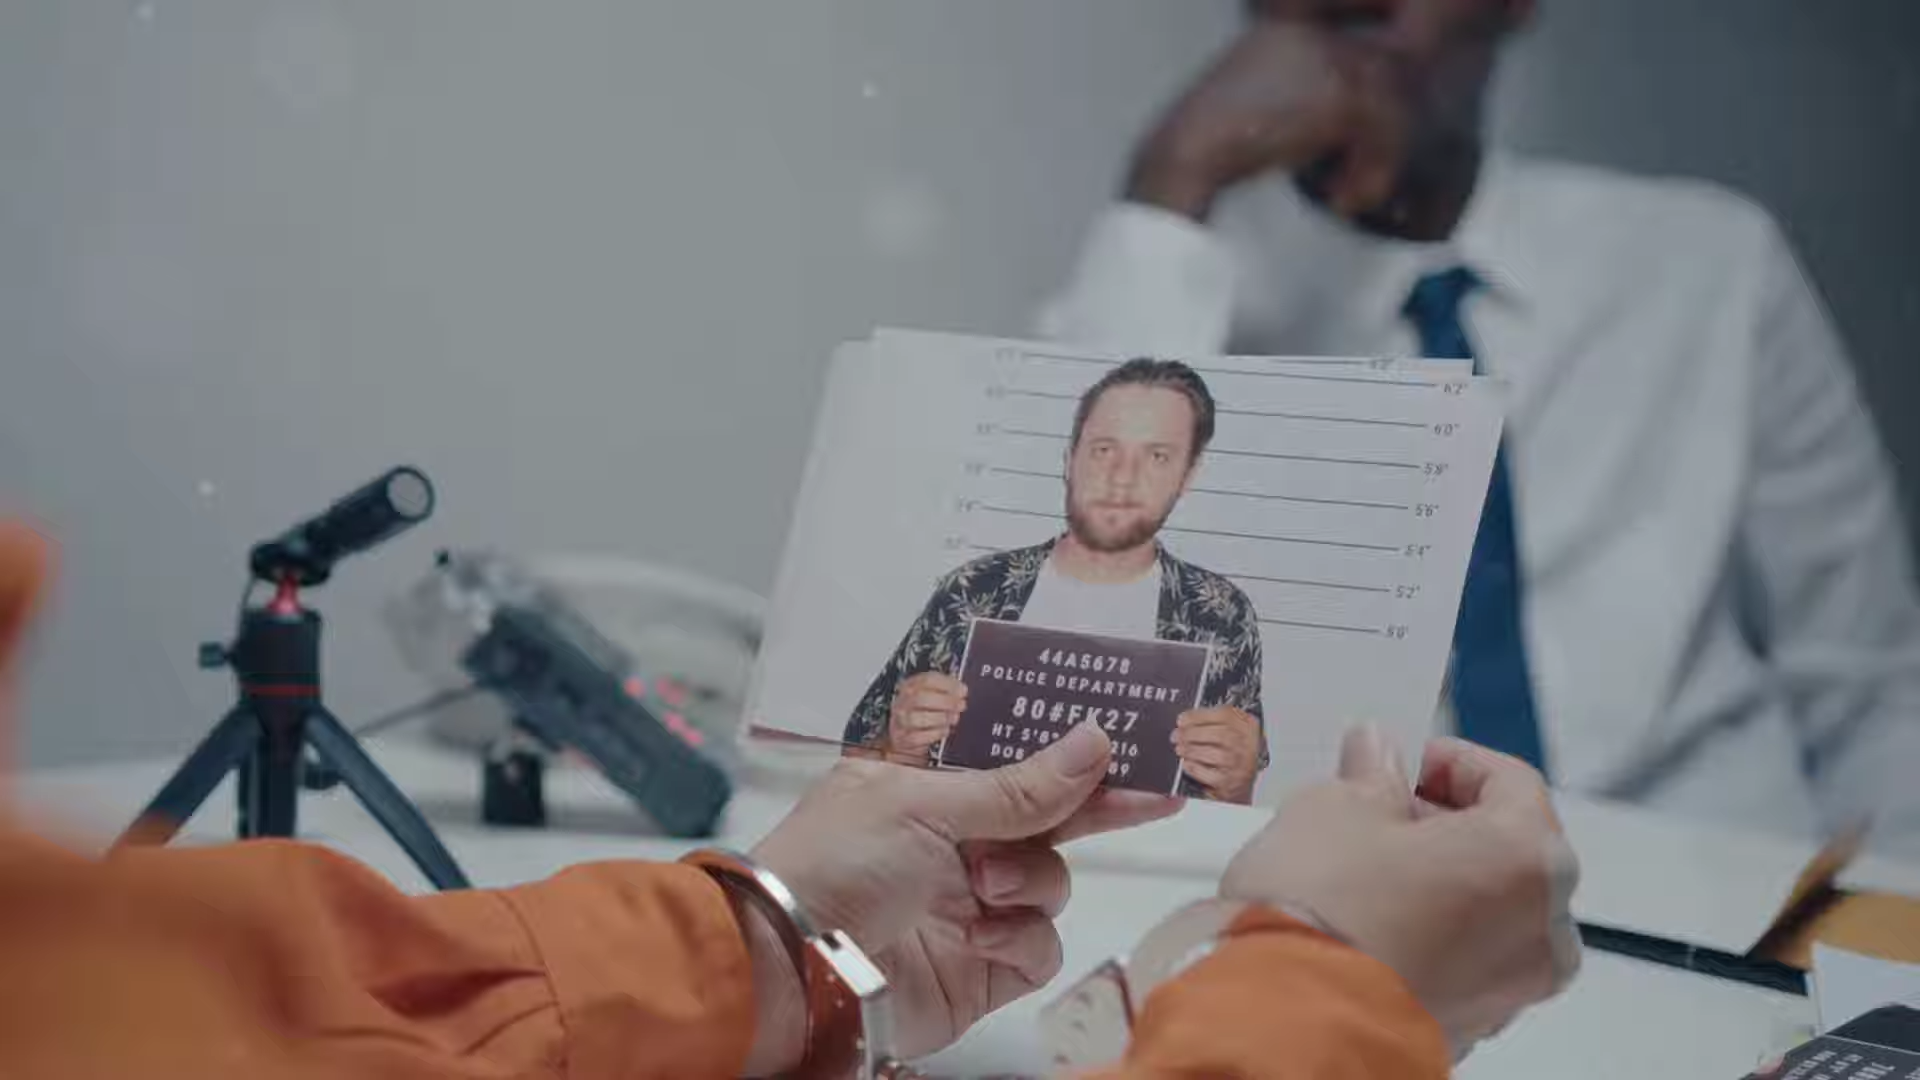 6'2"
6'0"
5'8"
5'6"
5'4"
5'2"
5'0"
44A5678
POLICE DEPARTMENT
80#FK27
HT 5'8" 216
DOB 89